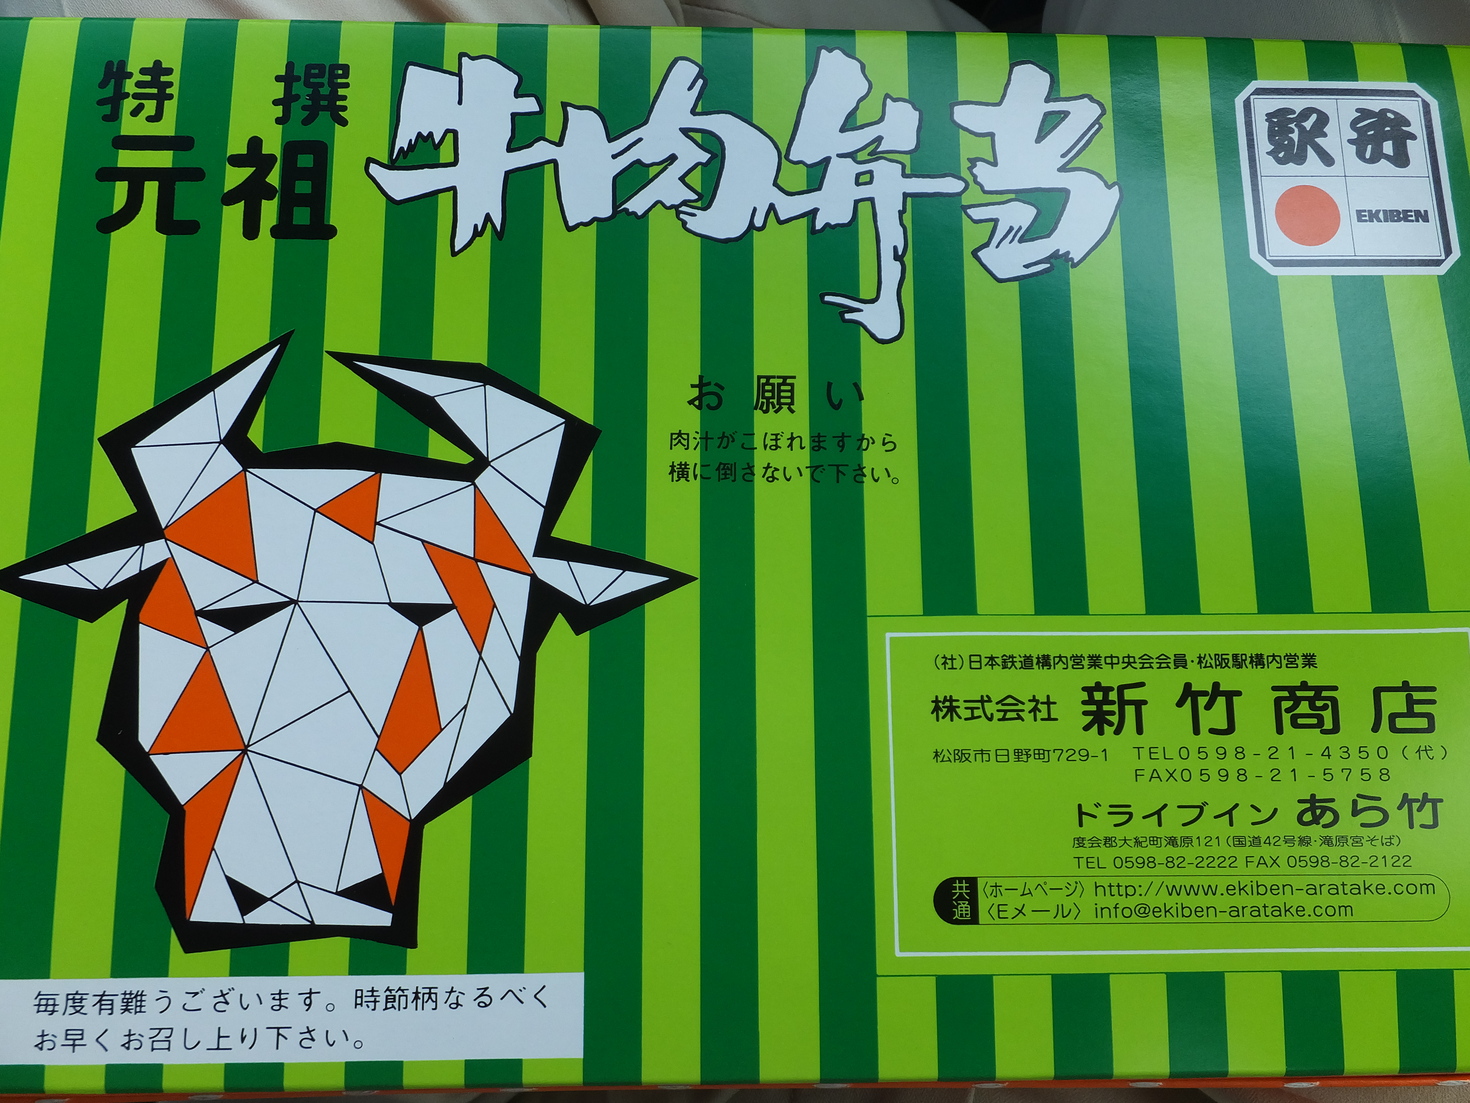 特撰
元祖
牛肉弁当
駅弁
EKIBEN
お願い
肉汁がこぼれますから
横に倒さないで下さい。
(社)日本鉄道構内営業中央会会員・松阪駅構内営業
株式会社 新竹商店
松阪市日野町729-1 TEL0598-21-4350(代)
FAX0598-21-5758
ドライブイン あら竹
度会郡大紀町滝原121(国道42号線・滝原宮そば)
TEL 0598-82-2222 FAX 0598-82-2122
共通
〈ホームページ〉http://www.ekiben-aratake.com
〈Eメール〉info@ekiben-aratake.com
毎度有難うございます。時節柄なるべく
お早くお召し上り下さい。